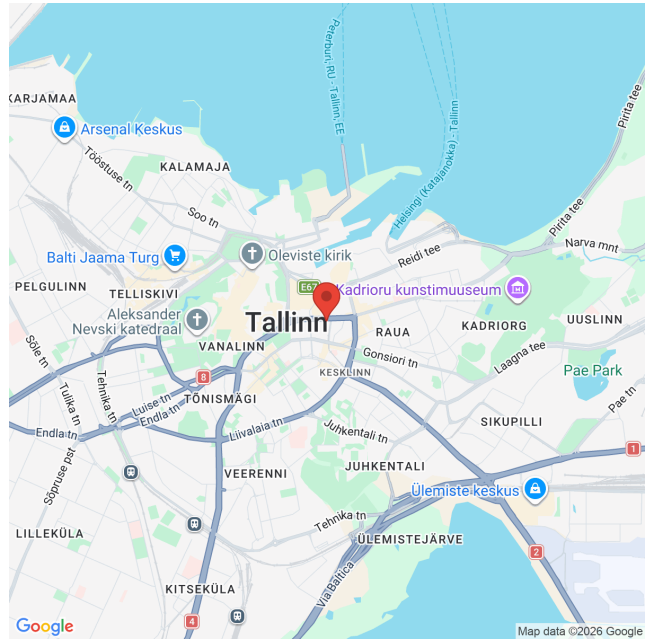 Peterburi, RU - Tallinn, EE
Helsingi (Katajanokka) - Tallinn
Pirita tee
KARJAMAA
Arsenal Keskus
Tööstuse tn
KALAMAJA
Soo tn
Pirita tee
Narva mnt
Reidi tee
Balti Jaama Turg
Oleviste kirik
PELGULINN
TELLISKIVI
E67
Kadrioru kunstimuuseum
Aleksander
Nevski katedraal
Tallinn
RAUA
KADRIORG
UUSLINN
VANALINN
Gonsiori tn
Laagna tee
Pae Park
Söle tn
Tulika tn
Tehnika tn
8
KESKLINN
Luise tn
Endla tn
TÕNISMÄGI
Pae tn
Endla tn
Liivalaia tn
Juhkentali tn
SIKUPILLI
Sõpruse pst
1
VEERENNI
JUHKENTALI
Ülemiste keskus
LILLEKÜLA
Tehnika tn
ÜLEMISTEJÄRVE
2
Via Baltica
KITSEKÜLA
4
Google
Map data ©2026 Google